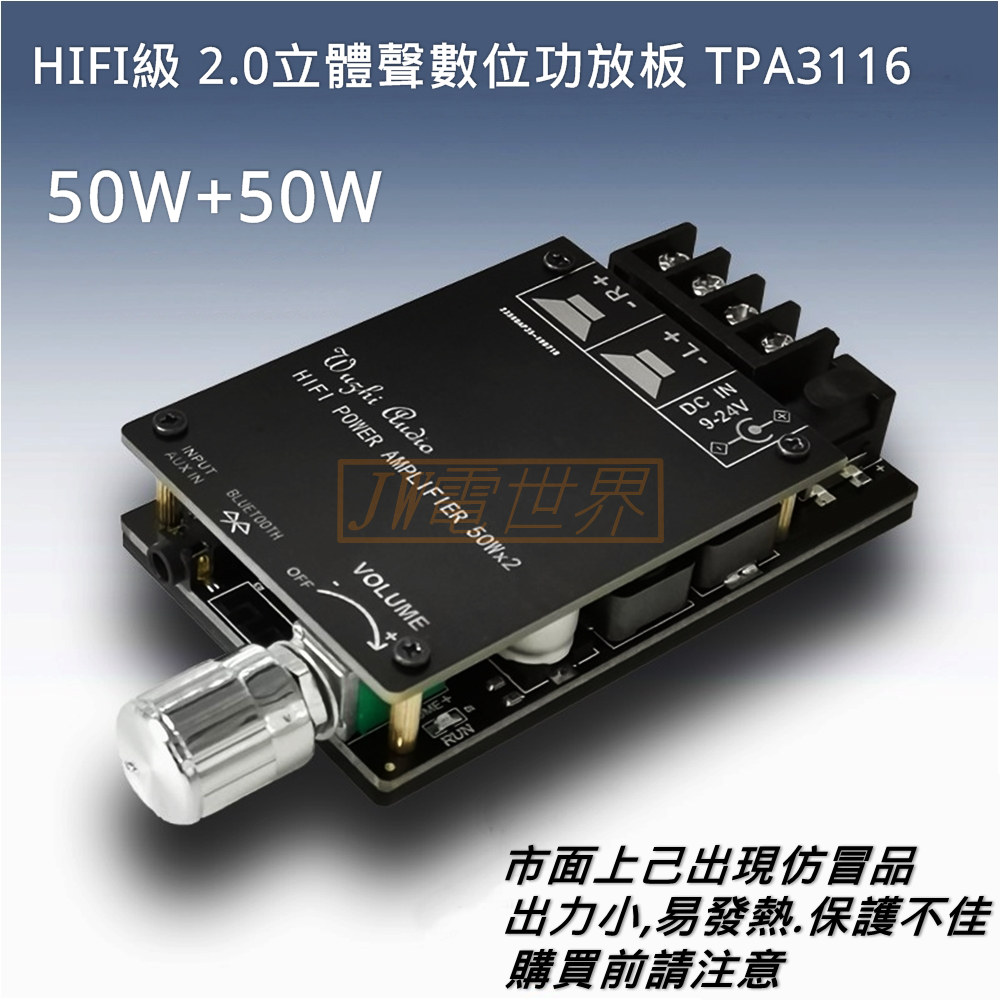 HIFI級 2.0立體聲數位功放板 TPA3116
50W+50W
-R+
-L+
DC IN
9-24V
Wuzhi Audio
HIFI POWER AMPLIFIER 50Wx2
INPUT
AUX IN
BLUETOOTH
OFF
VOLUME
+
JW電世界
RUN
市面上己出現仿冒品
出力小,易發熱.保護不佳
購買前請注意